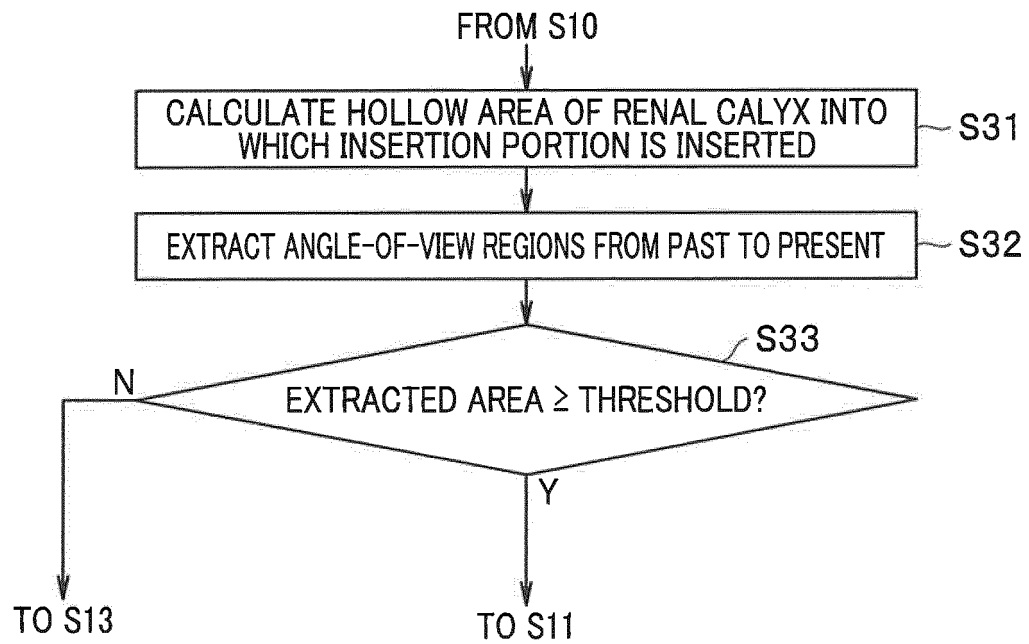 FROM S10
CALCULATE HOLLOW AREA OF RENAL CALYX INTO
WHICH INSERTION PORTION IS INSERTED
S31
EXTRACT ANGLE-OF-VIEW REGIONS FROM PAST TO PRESENT
S32
S33
EXTRACTED AREA ≧ THRESHOLD?
N
Y
TO S13
TO S11